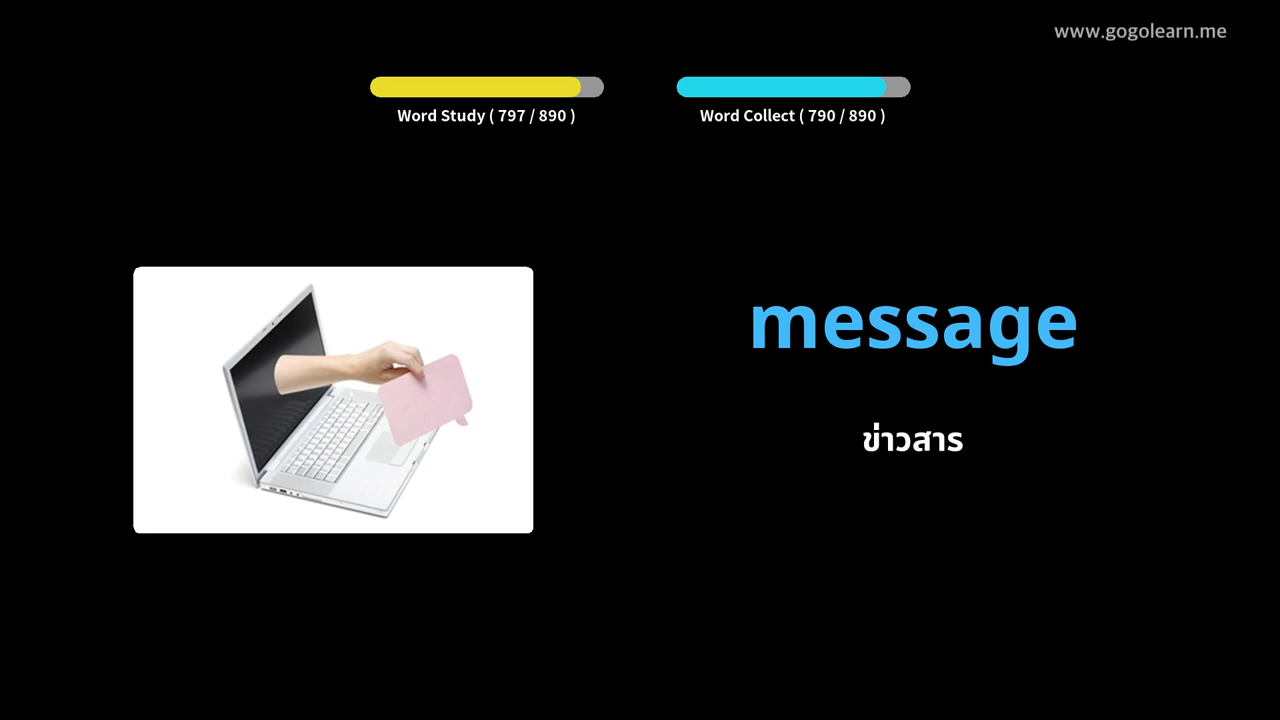 www.gogolearn.me
Word Study ( 797 / 890 )
Word Collect ( 790 / 890 )
message
ข่าวสาร